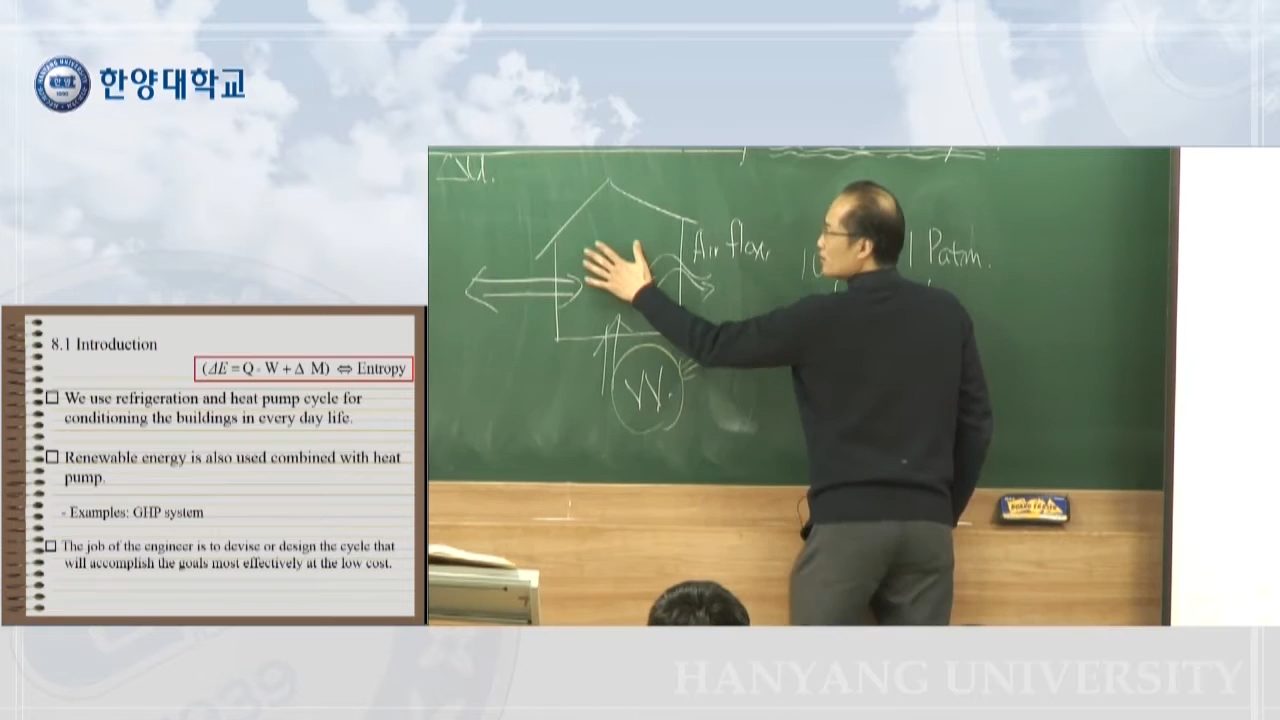 한양대학교
8.1 Introduction
(ΔE = Q - W + Δ M) ⇔ Entropy
□ We use refrigeration and heat pump cycle for
conditioning the buildings in every day life.
□ Renewable energy is also used combined with heat
pump.
- Examples: GHP system
□ The job of the engineer is to devise or design the cycle that
will accomplish the goals most effectively at the low cost.
Air flow,
1 Patm.
W.
HANYANG UNIVERSITY